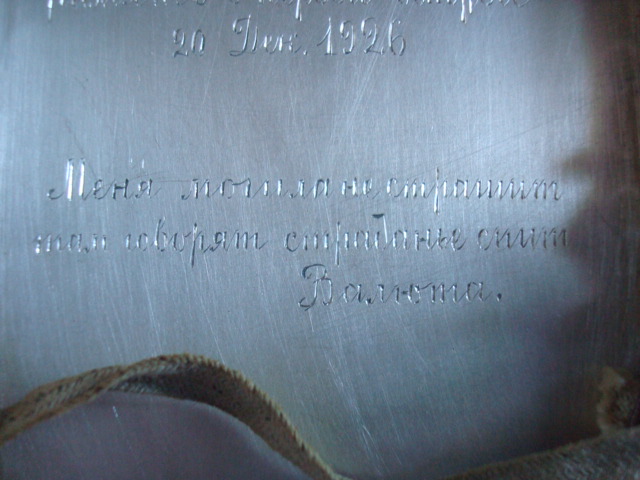 20 Дек. 1926
Меня могила не страшит
там говорят страданье спит
Валюта.